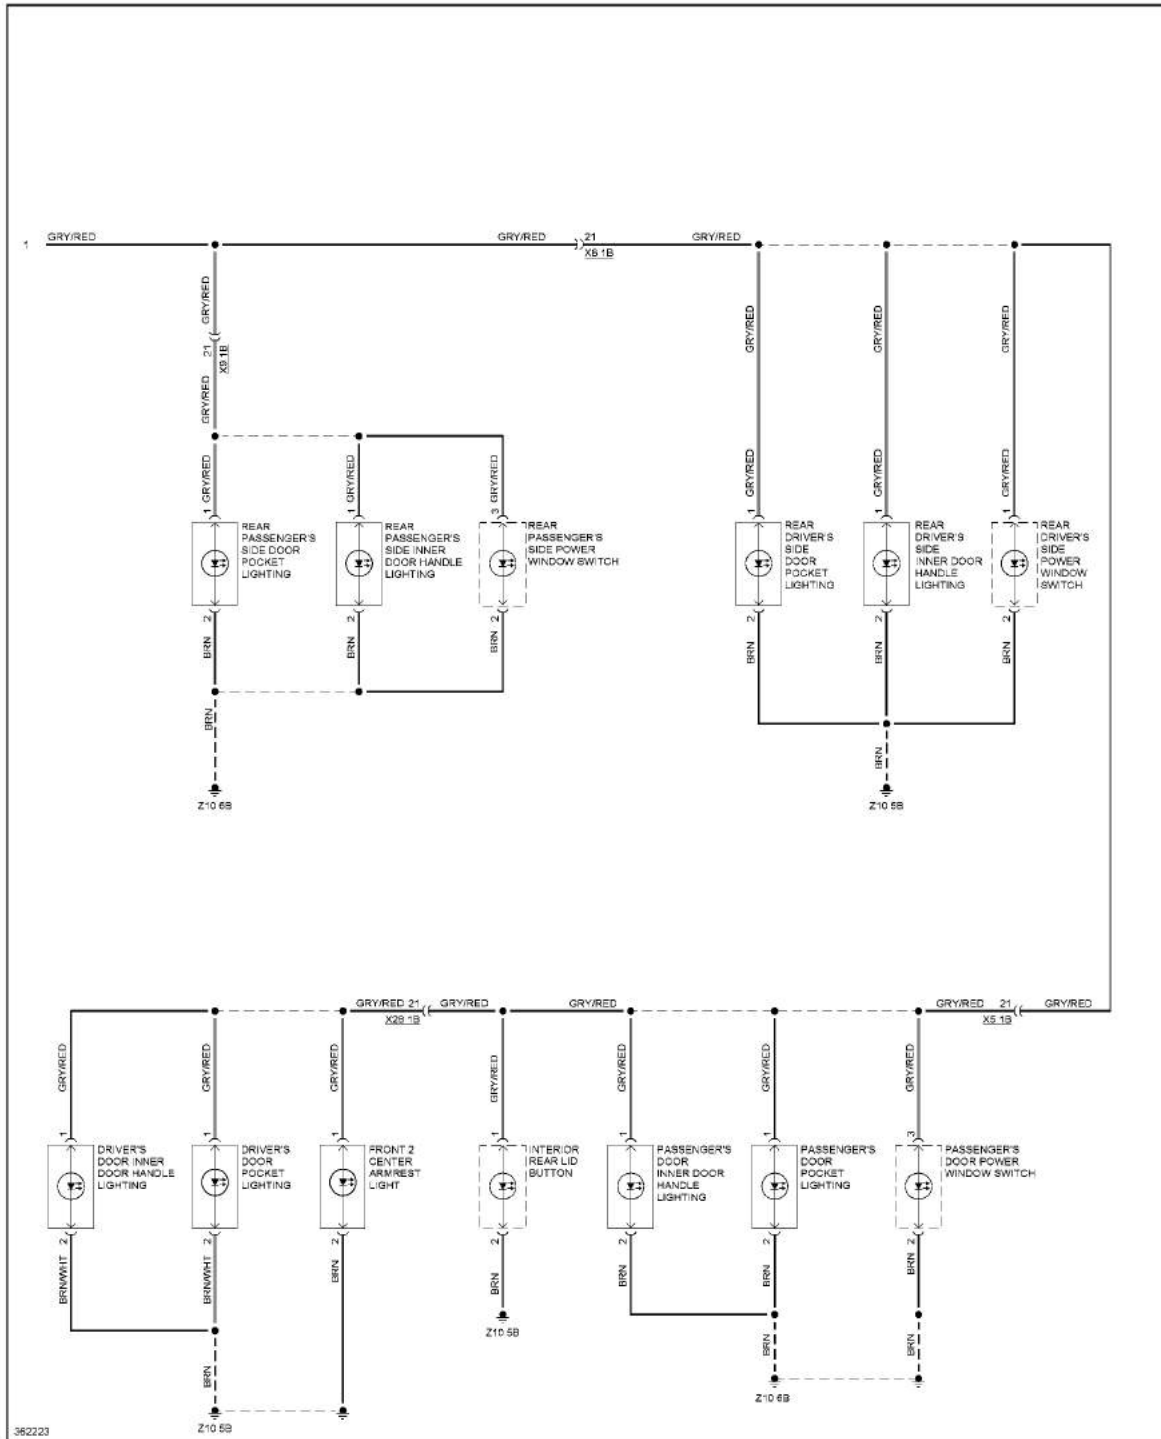 1
GRY/RED
GRY/RED
21
X6 1B
GRY/RED
GRY/RED
21
X9 1B
GRY/RED
GRY/RED
GRY/RED
GRY/RED
GRY/RED
GRY/RED
GRY/RED
1
REAR
PASSENGER'S
SIDE DOOR
POCKET
LIGHTING
2
BRN
GRY/RED
1
REAR
PASSENGER'S
SIDE INNER
DOOR HANDLE
LIGHTING
2
BRN
3
REAR
PASSENGER'S
SIDE POWER
WINDOW SWITCH
2
BRN
GRY/RED
1
REAR
DRIVER'S
SIDE
DOOR
POCKET
LIGHTING
2
BRN
GRY/RED
1
REAR
DRIVER'S
SIDE
INNER DOOR
HANDLE
LIGHTING
2
BRN
1
REAR
DRIVER'S
SIDE
POWER
WINDOW
SWITCH
2
BRN
BRN
Z10 6B
BRN
Z10 5B
GRY/RED 21
X28 1B
GRY/RED
GRY/RED
GRY/RED 21
X5 1B
GRY/RED
GRY/RED
1
DRIVER'S
DOOR INNER
DOOR HANDLE
LIGHTING
2
BRN/WHT
GRY/RED
1
DRIVER'S
DOOR
POCKET
LIGHTING
2
BRN/WHT
GRY/RED
1
FRONT 2
CENTER
ARMREST
LIGHT
2
BRN
GRY/RED
1
INTERIOR
REAR LID
BUTTON
2
BRN
GRY/RED
1
PASSENGER'S
DOOR
INNER DOOR
HANDLE
LIGHTING
2
BRN
GRY/RED
1
PASSENGER'S
DOOR
POCKET
LIGHTING
2
BRN
GRY/RED
3
PASSENGER'S
DOOR POWER
WINDOW SWITCH
2
BRN
BRN
Z10 5B
Z10 5B
BRN
Z10 6B
BRN
362223